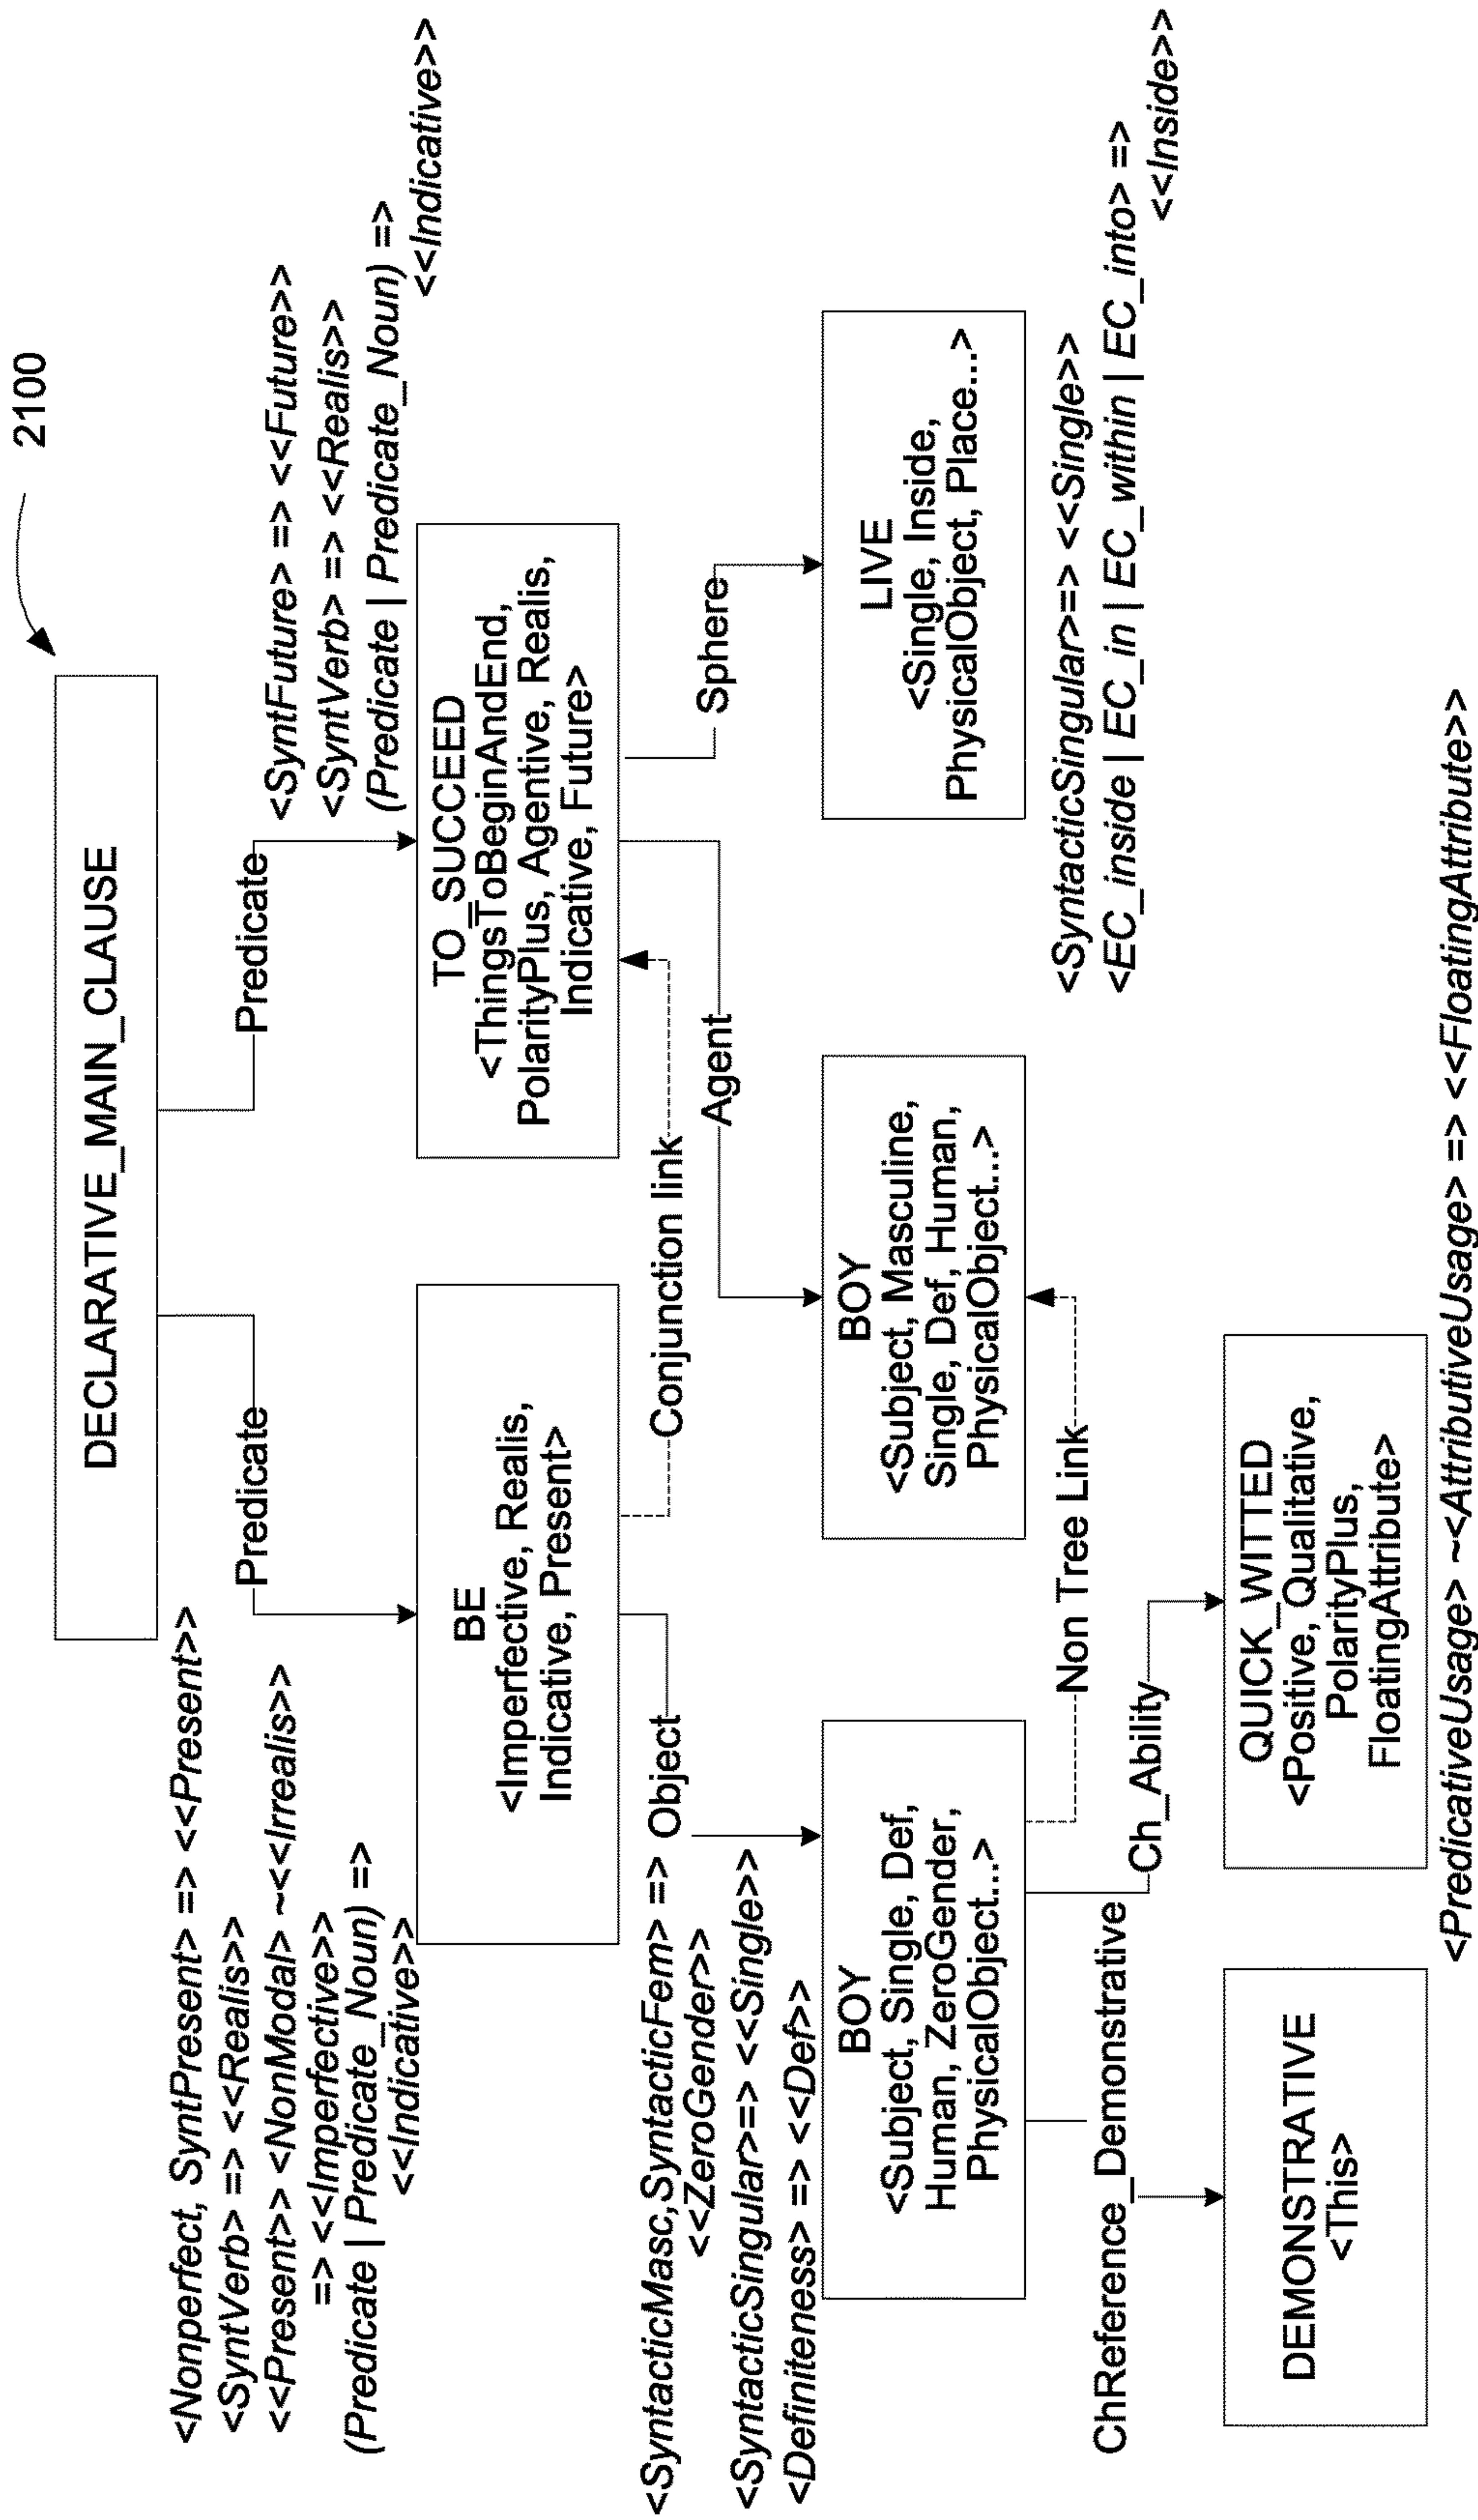 2100
DECLARATIVE_MAIN_CLAUSE
<Nonperfect, SyntPresent> => <<Present>>
<SyntVerb> => <<Realis>>
<<Present>> <NonModal> ~<<Irrealis>>
=> <<Imperfective>>
(Predicate | Predicate_Noun) =>
<<Indicative>>
Predicate
Predicate
<SyntFuture> => <<Future>>
<SyntVerb> => <<Realis>>
(Predicate | Predicate_Noun) =>
<<Indicative>>
BE
<Imperfective, Realis,
Indicative, Present>
TO_SUCCEED
<ThingsToBeginAndEnd,
PolarityPlus, Agentive, Realis,
Indicative, Future>
Conjunction link
<SyntacticMasc,SyntacticFem> =>
<<ZeroGender>>
<SyntacticSingular>=> <<Single>>
<Definiteness> => <<Def>>
Object
Agent
Sphere
BOY
<Subject, Single, Def,
Human, ZeroGender,
PhysicalObject...>
BOY
<Subject, Masculine,
Single, Def, Human,
PhysicalObject...>
LIVE
<Single, Inside,
PhysicalObject, Place...>
<SyntacticSingular>=> <<Single>>
<EC_inside | EC_in | EC_within | EC_into> =>
<<Inside>>
Non Tree Link
ChReference_Demonstrative
Ch_Ability
DEMONSTRATIVE
<This>
QUICK_WITTED
<Positive, Qualitative,
PolarityPlus,
FloatingAttribute>
<PredicativeUsage> ~<AttributiveUsage> => <<FloatingAttribute>>